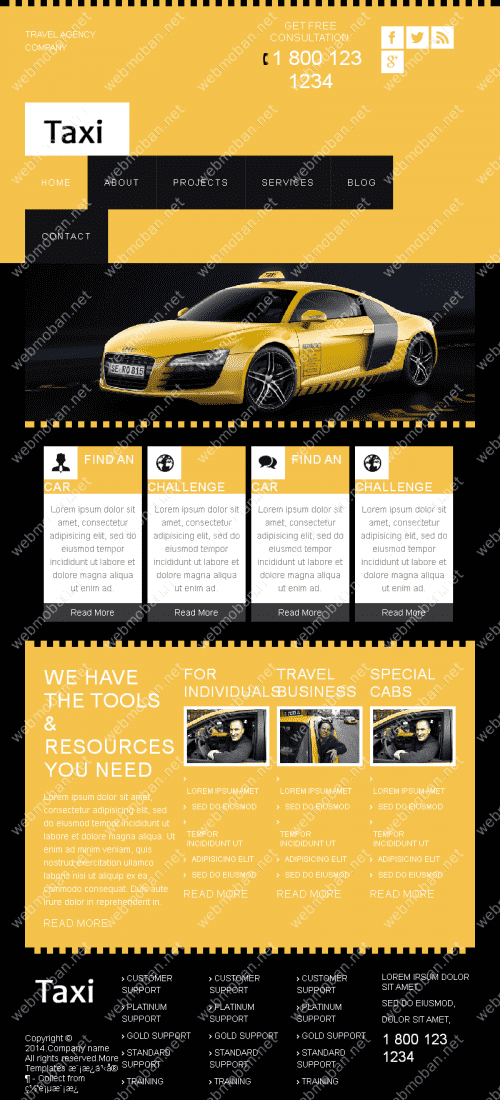 TRAVEL AGENCY
COMPANY
GET FREE
CONSULTATION
1 800 123
1234
Taxi
HOME
ABOUT
PROJECTS
SERVICES
BLOG
CONTACT
FIND AN
CAR
CHALLENGE
FIND AN
CAR
CHALLENGE
Lorem ipsum dolor sit
amet, consectetur
adipisicing elit, sed do
eiusmod tempor
incididunt ut labore et
dolore magna aliqua
ut enim ad.
Read More
Lorem ipsum dolor sit
amet, consectetur
adipisicing elit, sed do
eiusmod tempor
incididunt ut labore et
dolore magna aliqua
ut enim ad.
Read More
Lorem ipsum dolor sit
amet, consectetur
adipisicing elit, sed do
eiusmod tempor
incididunt ut labore et
dolore magna aliqua
ut enim ad.
Read More
Lorem ipsum dolor sit
amet, consectetur
adipisicing elit, sed do
eiusmod tempor
incididunt ut labore et
dolore magna aliqua
ut enim ad.
Read More
WE HAVE
THE TOOLS
&
RESOURCES
YOU NEED
Lorem ipsum dolor sit amet,
consectetur adipisicing elit, sed
do eiusmod tempor incididunt ut
labore et dolore magna aliqua. Ut
enim ad minim veniam, quis
nostrud exercitation ullamco
laboris nisi ut aliquip ex ea
commodo consequat. Duis aute
irure dolor in reprehenderit in.
READ MORE
FOR
INDIVIDUALS
LOREM IPSUM AMET
SED DO EIUSMOD
TEMPOR
INCIDIDUNT UT
ADIPISICING ELIT
SED DO EIUSMOD
READ MORE
TRAVEL
BUSINESS
LOREM IPSUM AMET
SED DO EIUSMOD
TEMPOR
INCIDIDUNT UT
ADIPISICING ELIT
SED DO EIUSMOD
READ MORE
SPECIAL
CABS
LOREM IPSUM AMET
SED DO EIUSMOD
TEMPOR
INCIDIDUNT UT
ADIPISICING ELIT
SED DO EIUSMOD
READ MORE
Taxi
Copyright ©
2014.Company name
All rights reserved.More
Templates
- Collect from
CUSTOMER
SUPPORT
PLATINUM
SUPPORT
GOLD SUPPORT
STANDARD
SUPPORT
TRAINING
CUSTOMER
SUPPORT
PLATINUM
SUPPORT
GOLD SUPPORT
STANDARD
SUPPORT
TRAINING
CUSTOMER
SUPPORT
PLATINUM
SUPPORT
GOLD SUPPORT
STANDARD
SUPPORT
TRAINING
LOREM IPSUM DOLOR
SIT AMET,
SED DO EIUSMOD,
DOLOR SIT AMET,
1 800 123
1234
webmoban.net